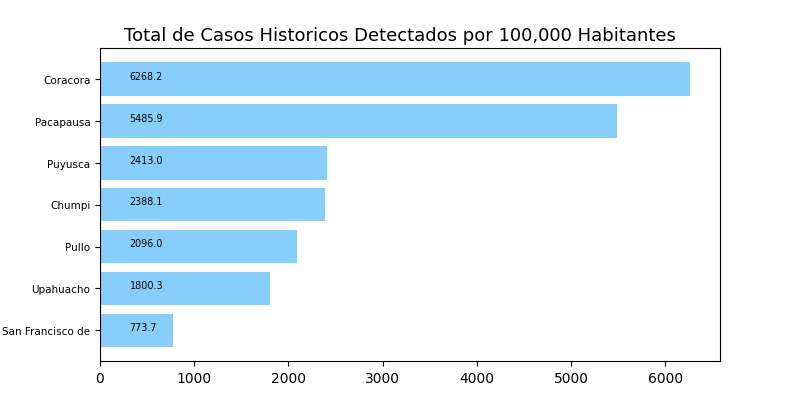 Total de Casos Historicos Detectados por 100,000 Habitantes
Coracora 6268.2
Pacapausa 5485.9
Puyusca 2413.0
Chumpi 2388.1
Pullo 2096.0
Upahuacho 1800.3
San Francisco de 773.7
0 1000 2000 3000 4000 5000 6000